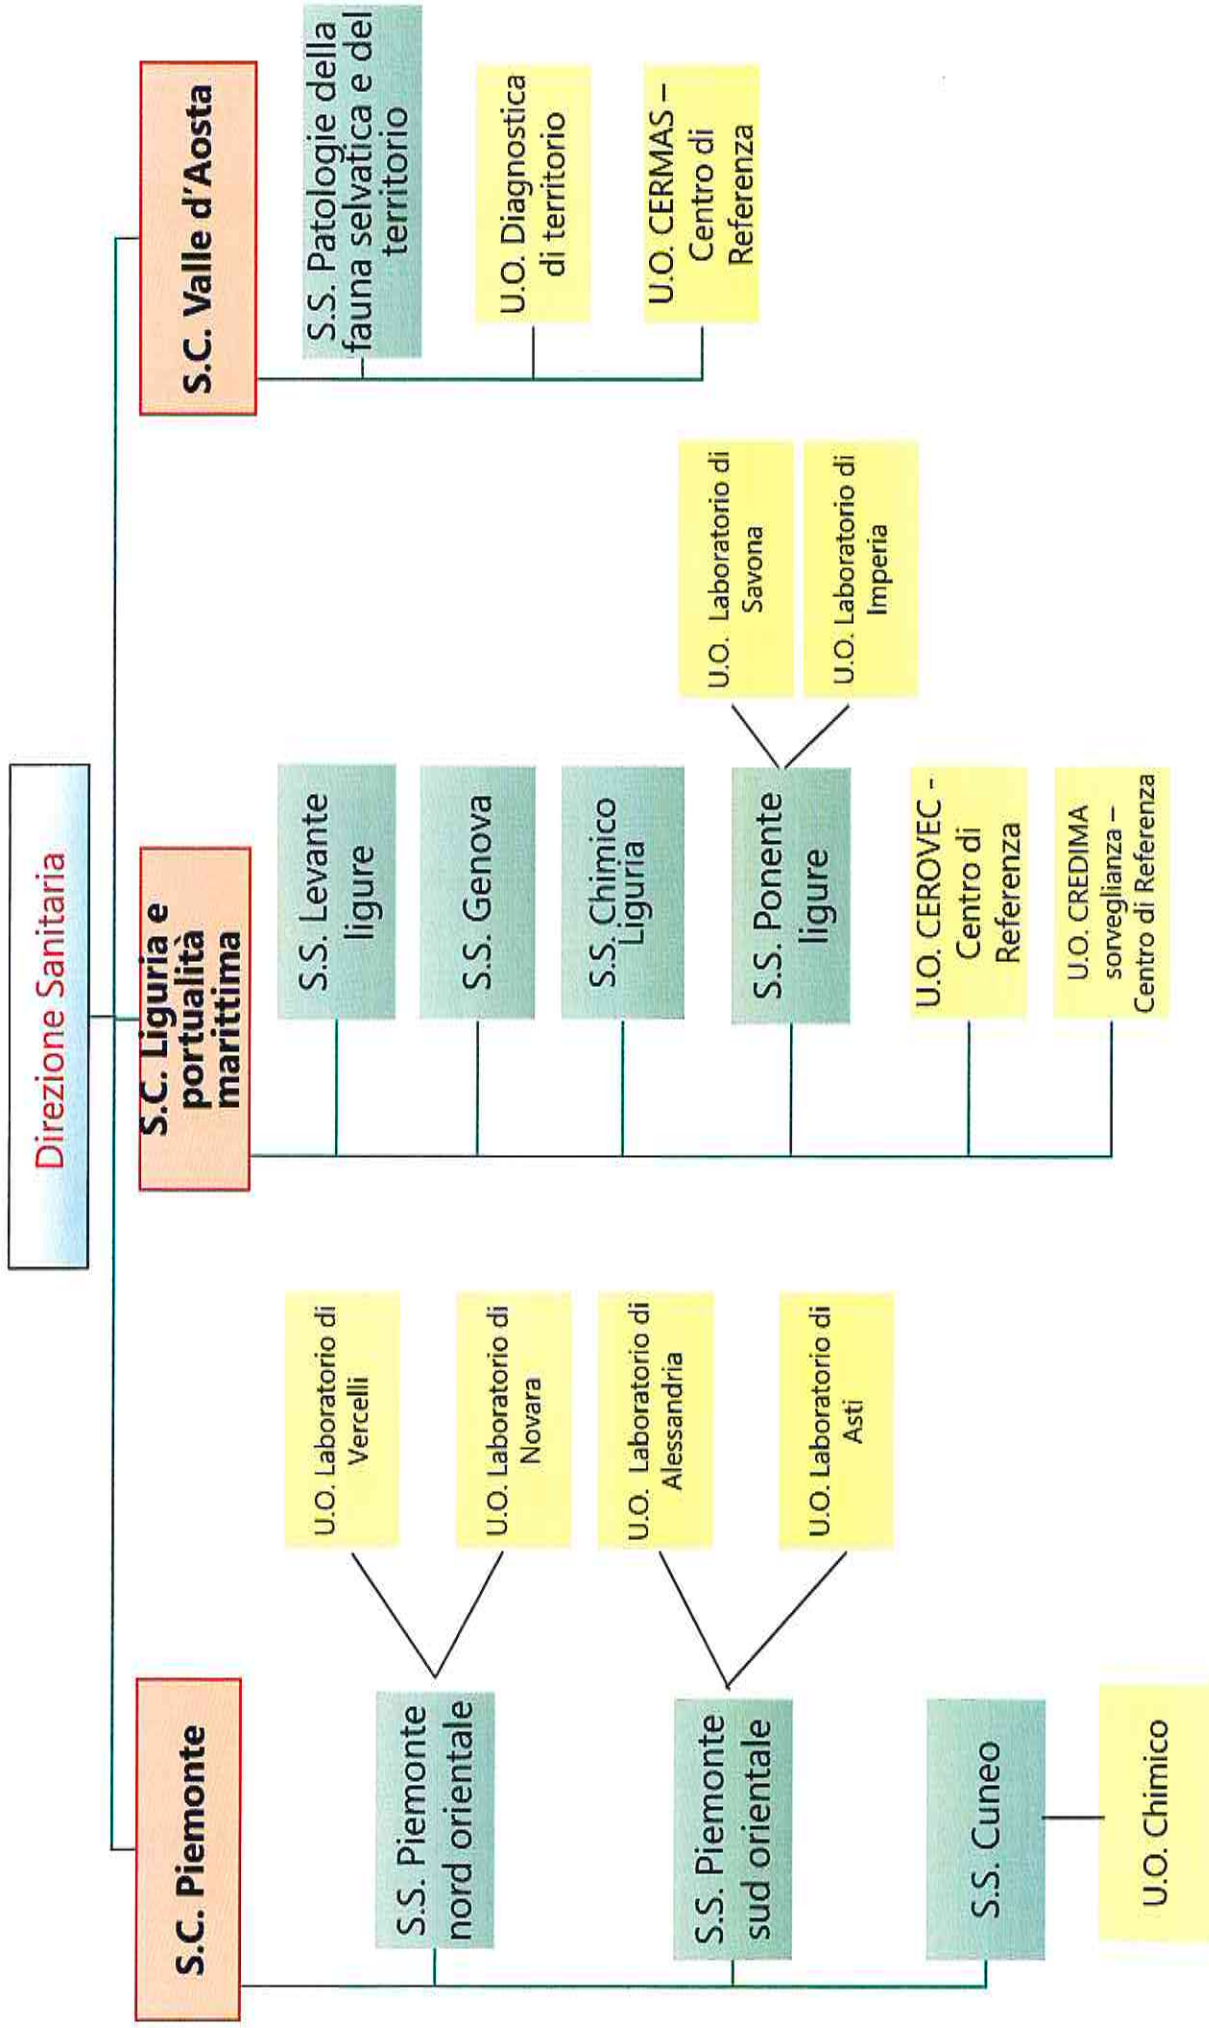 Direzione Sanitaria
S.C. Piemonte
S.S. Piemonte
nord orientale
U.O. Laboratorio di
Vercelli
U.O. Laboratorio di
Novara
S.S. Piemonte
sud orientale
U.O. Laboratorio di
Alessandria
U.O. Laboratorio di
Asti
S.S. Cuneo
U.O. Chimico
S.C. Liguria e
portualità
marittima
S.S. Levante
ligure
S.S. Genova
S.S. Chimico
Liguria
S.S. Ponente
ligure
U.O. Laboratorio di
Savona
U.O. Laboratorio di
Imperia
U.O. CEROVEC -
Centro di
Referenza
U.O. CREDIMA
sorveglianza –
Centro di Referenza
S.C. Valle d'Aosta
S.S. Patologie della
fauna selvatica e del
territorio
U.O. Diagnostica
di territorio
U.O. CERMAS –
Centro di
Referenza